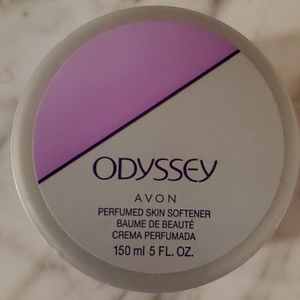 ODYSSEY
AVON
PERFUMED SKIN SOFTENER
BAUME DE BEAUTÉ
CREMA PERFUMADA
150 ml 5 FL. OZ.